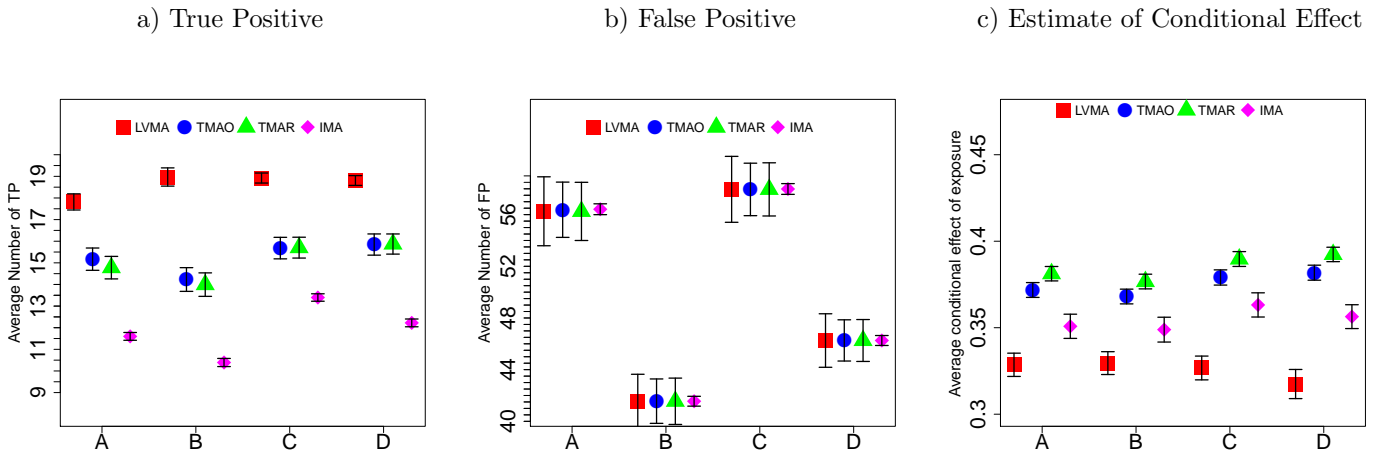 a) True Positive
b) False Positive
c) Estimate of Conditional Effect
LVMA TMAO TMAR IMA
Average Number of TP
19
17
15
13
11
9
A B C D
LVMA TMAO TMAR IMA
Average Number of FP
56
52
48
44
40
A B C D
LVMA TMAO TMAR IMA
Average conditional effect of exposure
0.45
0.4
0.35
0.3
A B C D